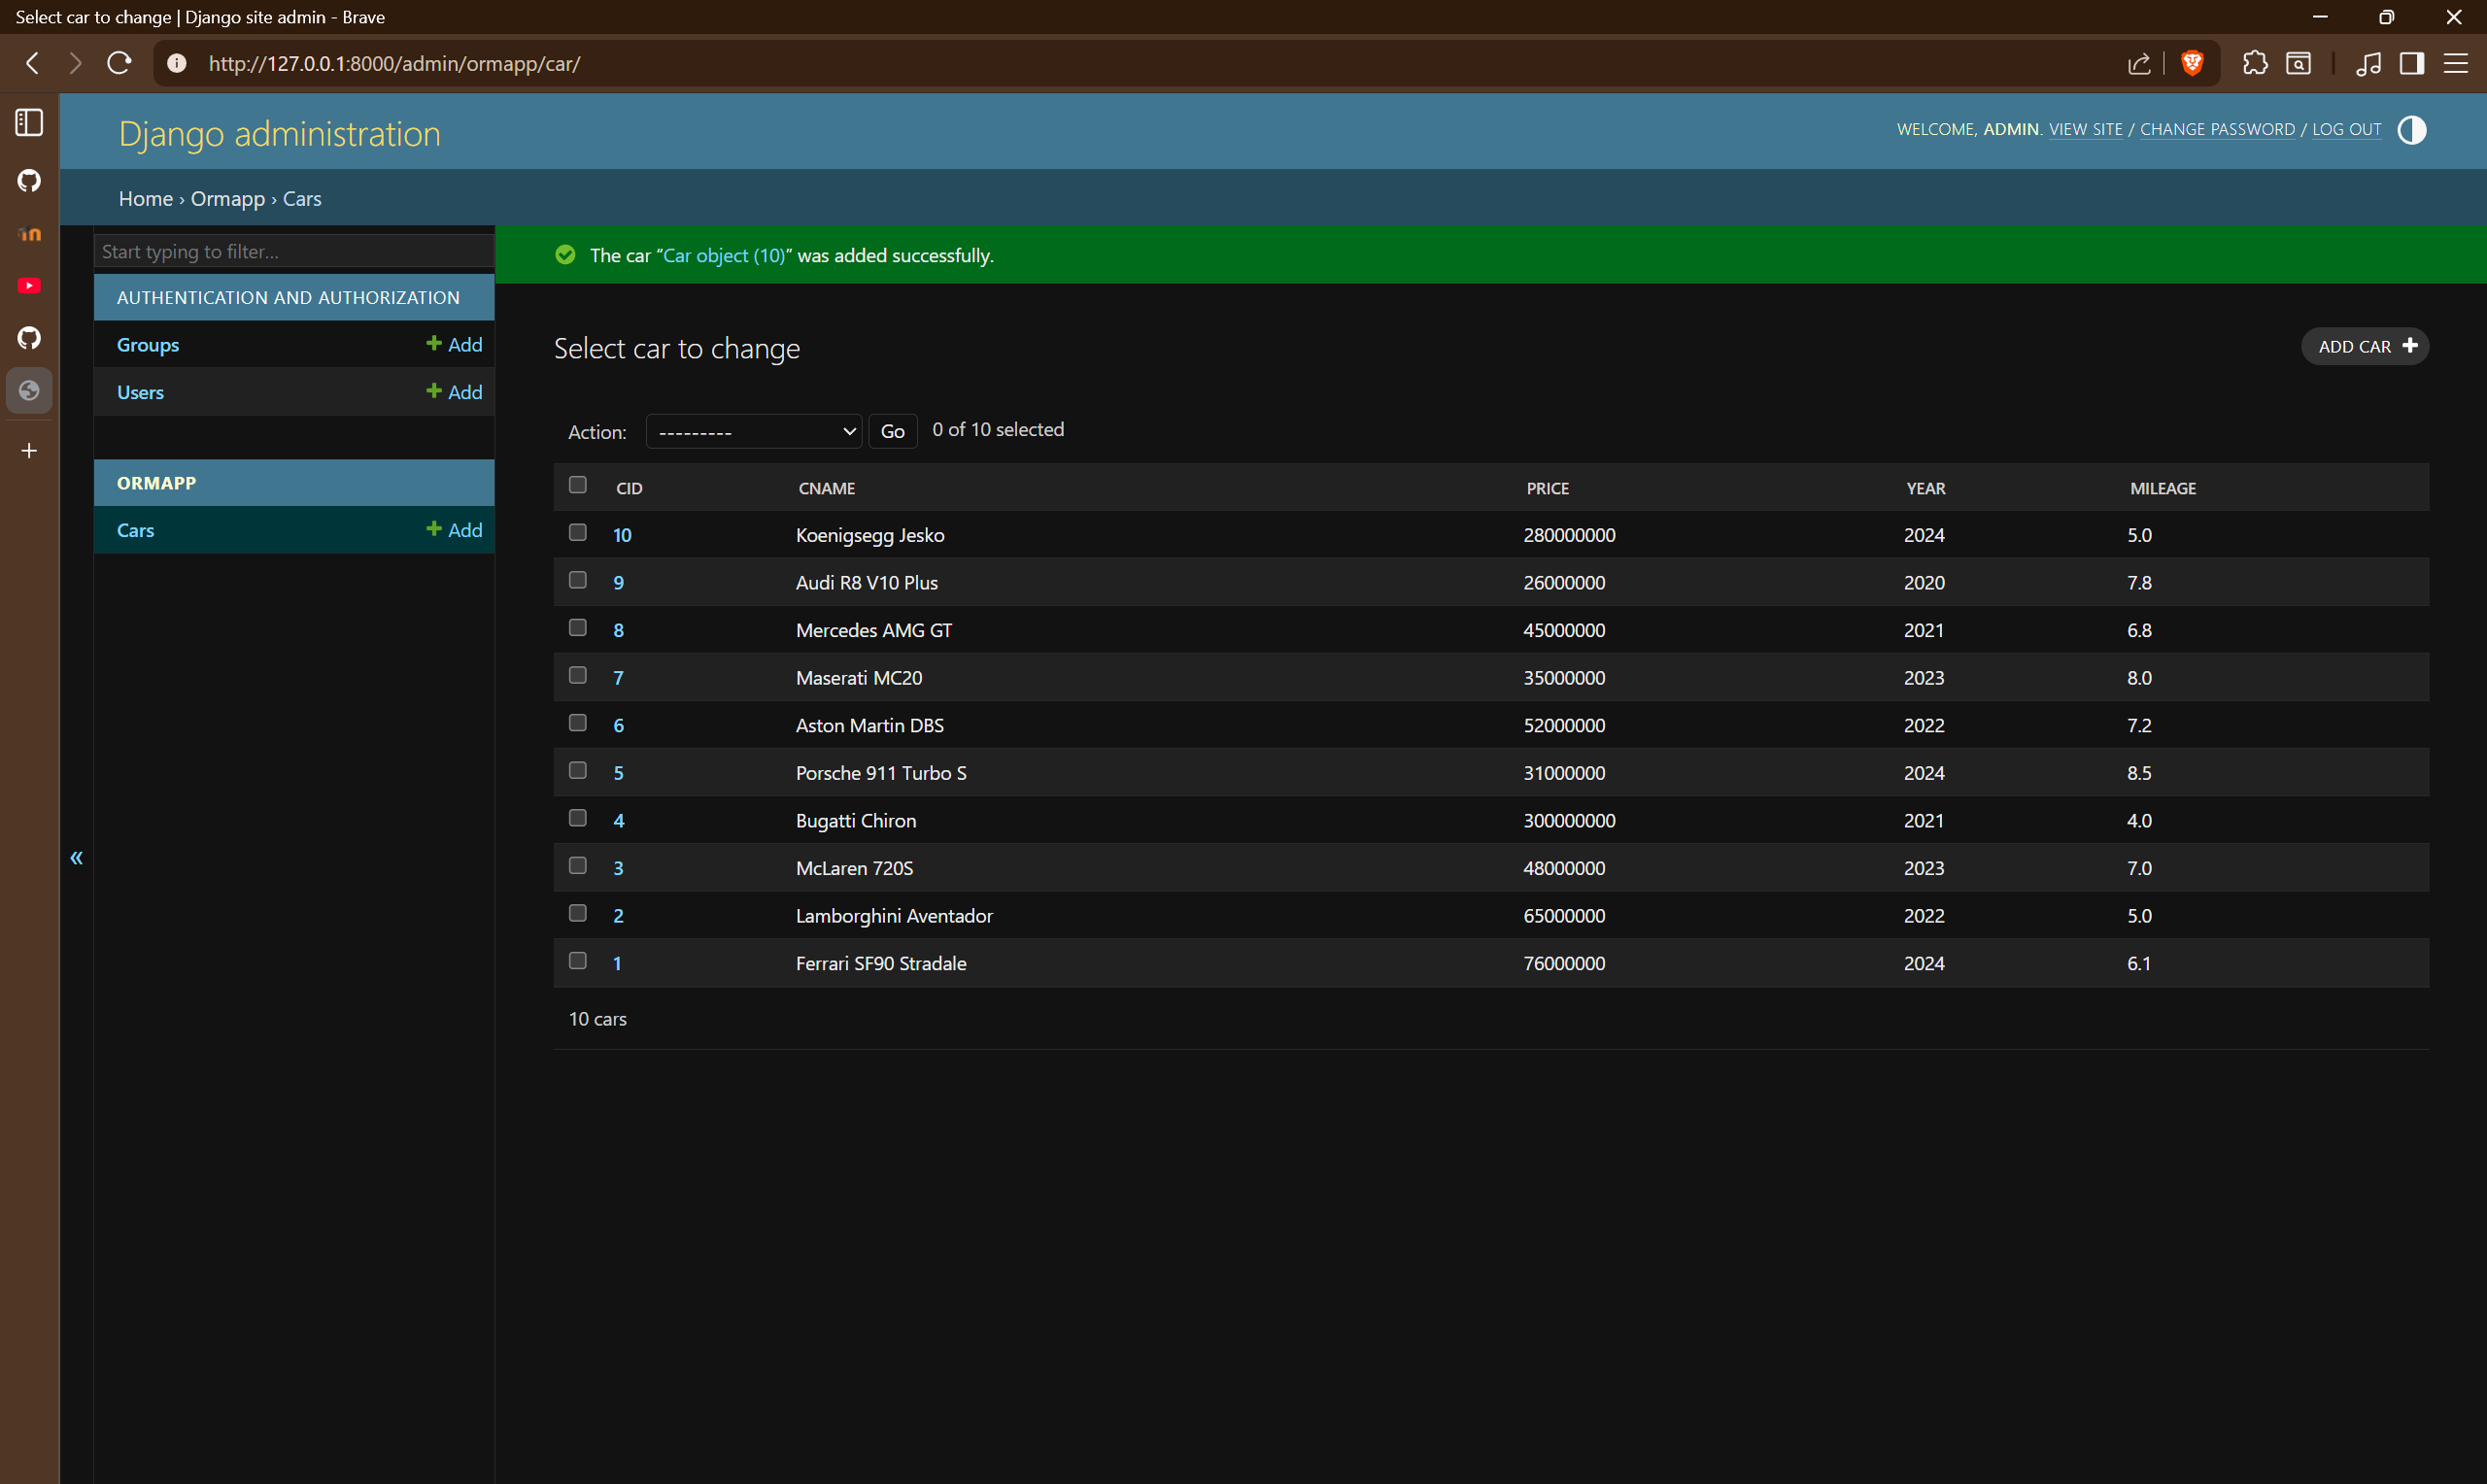 Select car to change | Django site admin - Brave
http://127.0.0.1:8000/admin/ormapp/car/
Django administration
WELCOME, ADMIN. VIEW SITE / CHANGE PASSWORD / LOG OUT
Home › Ormapp › Cars
Start typing to filter...
AUTHENTICATION AND AUTHORIZATION
Groups + Add
Users + Add
ORMAPP
Cars + Add
«
The car “Car object (10)” was added successfully.
Select car to change
ADD CAR +
Action: --------- Go 0 of 10 selected
CID CNAME PRICE YEAR MILEAGE
10 Koenigsegg Jesko 280000000 2024 5.0
9 Audi R8 V10 Plus 26000000 2020 7.8
8 Mercedes AMG GT 45000000 2021 6.8
7 Maserati MC20 35000000 2023 8.0
6 Aston Martin DBS 52000000 2022 7.2
5 Porsche 911 Turbo S 31000000 2024 8.5
4 Bugatti Chiron 300000000 2021 4.0
3 McLaren 720S 48000000 2023 7.0
2 Lamborghini Aventador 65000000 2022 5.0
1 Ferrari SF90 Stradale 76000000 2024 6.1
10 cars